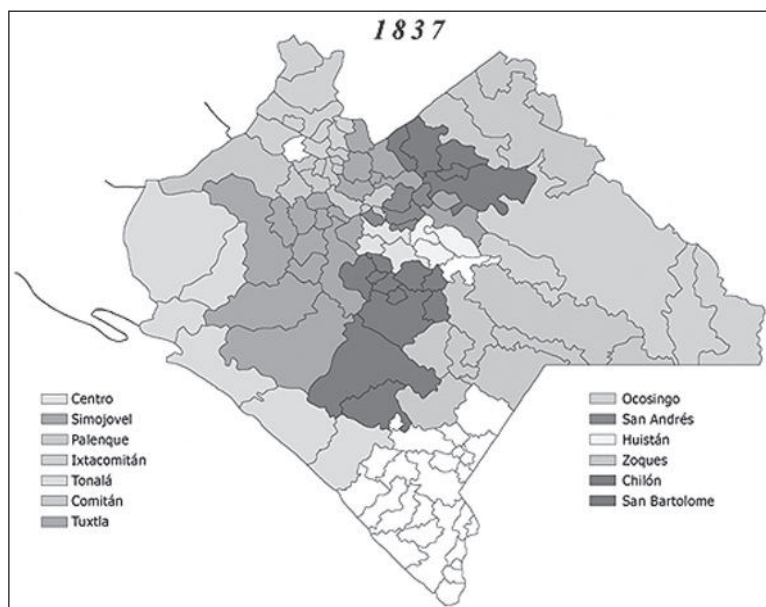 1837
Centro
Simojovel
Palenque
Ixtacomitán
Tonalá
Comitán
Tuxtla
Ocosingo
San Andrés
Huistán
Zoques
Chilón
San Bartolome